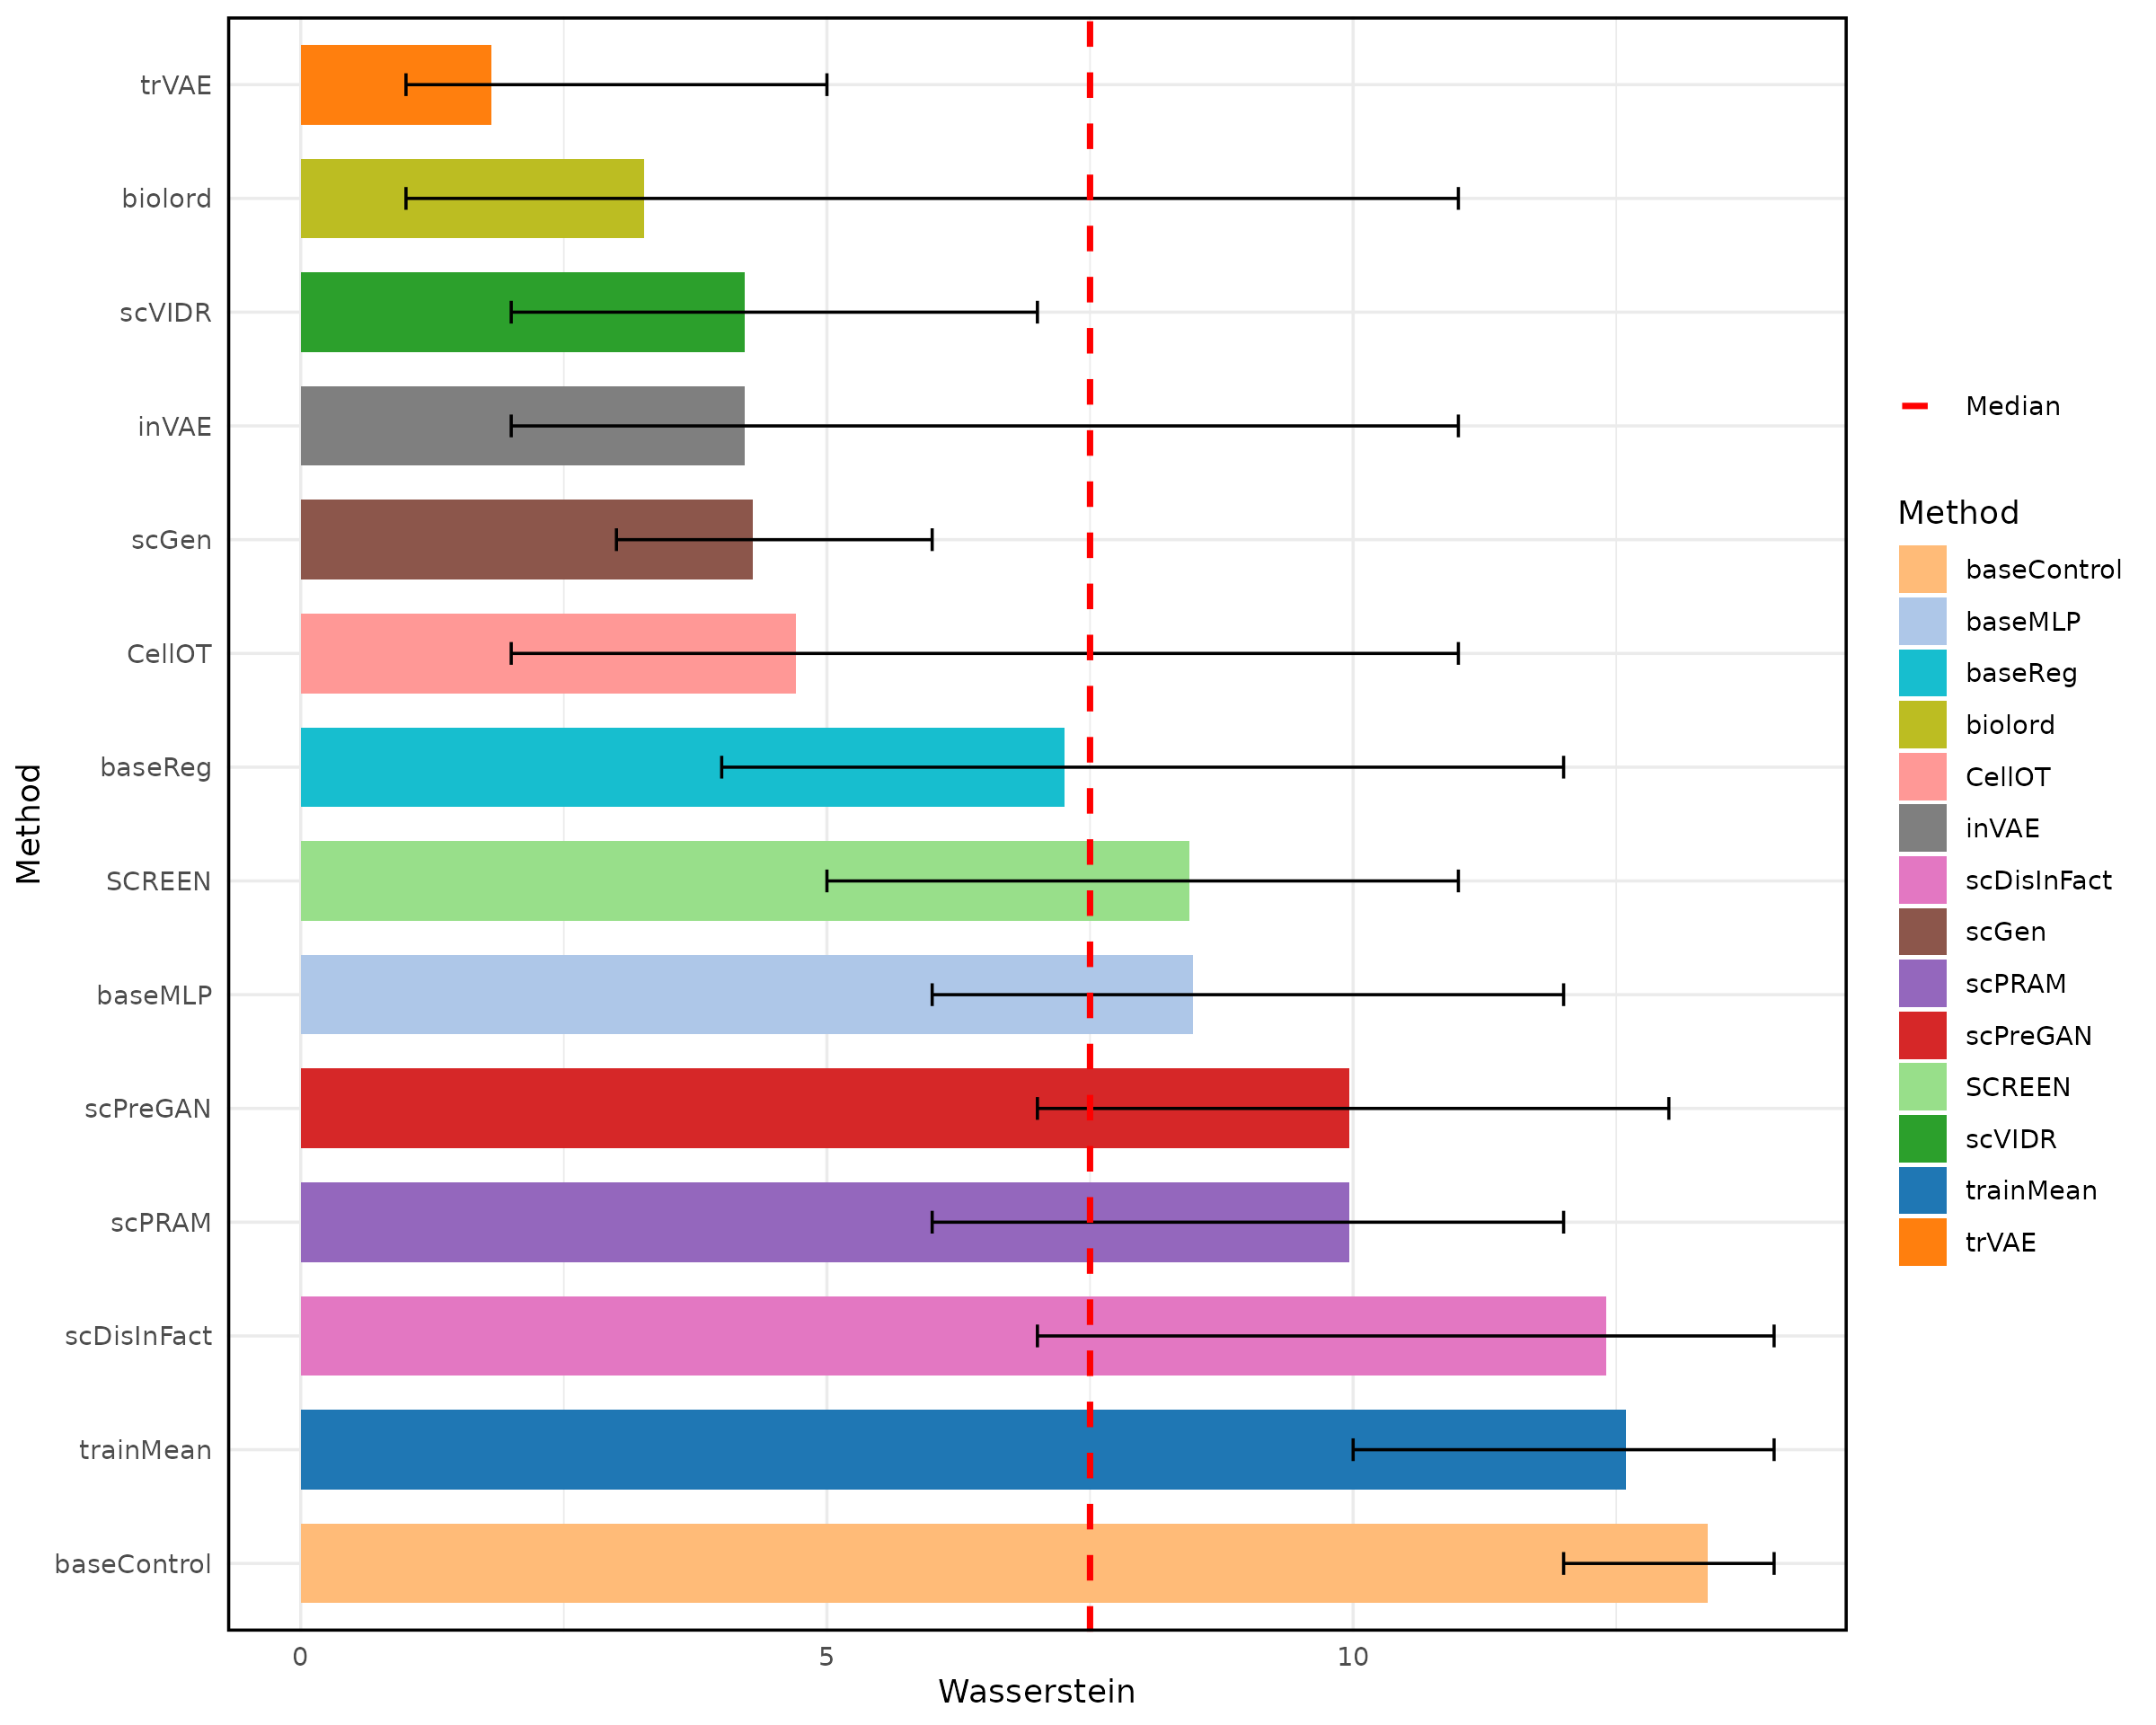 trVAE
biolord
scVIDR
inVAE
scGen
CellOT
baseReg
SCREEN
baseMLP
scPreGAN
scPRAM
scDisInFact
trainMean
baseControl
Method
0 5 10
Wasserstein
Median
Method
baseControl
baseMLP
baseReg
biolord
CellOT
inVAE
scDisInFact
scGen
scPRAM
scPreGAN
SCREEN
scVIDR
trainMean
trVAE